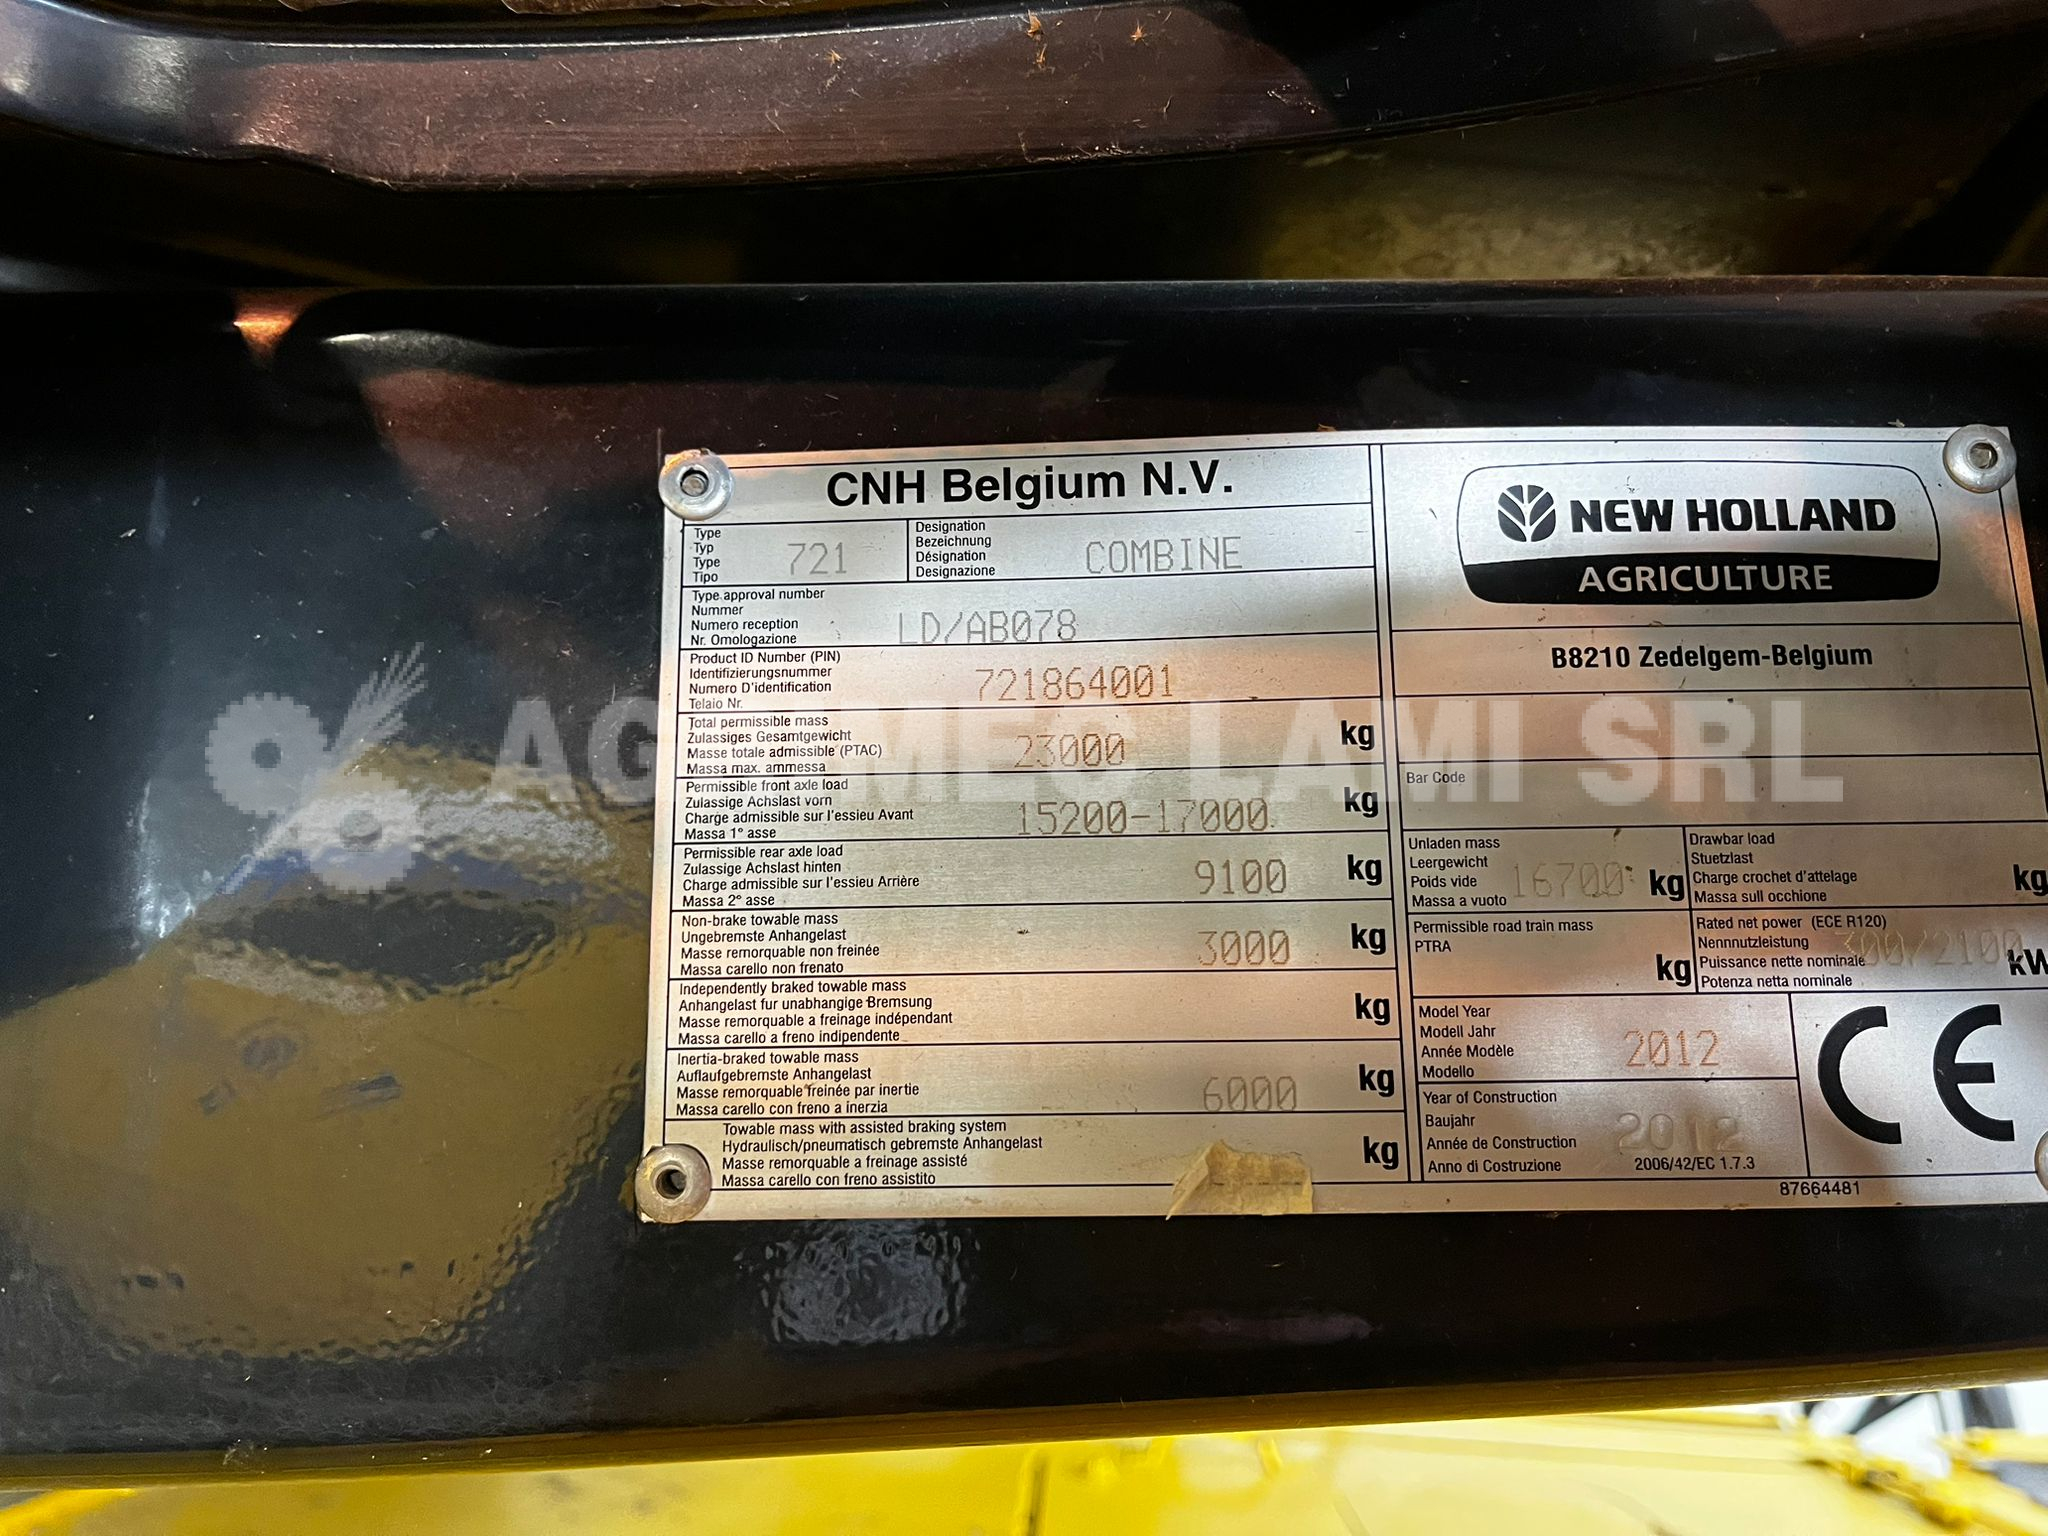 CNH Belgium N.V.
Type
Typ
Type
Tipo
721
Designation
Bezeichnung
Désignation
Designazione
COMBINE
Type approval number
Nummer
Numero reception
Nr. Omologazione
LD/AB078
Product ID Number (PIN)
Identifizierungsnummer
Numero D'identification
Telaio Nr.
721864001
Total permissible mass
Zulassiges Gesamtgewicht
Masse totale admissible (PTAC)
Massa max. ammessa
23000 kg
Permissible front axle load
Zulassige Achslast vorn
Charge admissible sur l'essieu Avant
Massa 1° asse
15200-17000 kg
Permissible rear axle load
Zulassige Achslast hinten
Charge admissible sur l'essieu Arrière
Massa 2° asse
9100 kg
Non-brake towable mass
Ungebremste Anhangelast
Masse remorquable non freinée
Massa carello non frenato
3000 kg
Independently braked towable mass
Anhangelast fur unabhangige Bremsung
Masse remorquable a freinage indépendant
Massa carello a freno indipendente
kg
Inertia-braked towable mass
Auflaufgebremste Anhangelast
Masse remorquable freinée par inertie
Massa carello con freno a inerzia
6000 kg
Towable mass with assisted braking system
Hydraulisch/pneumatisch gebremste Anhangelast
Masse remorquable a freinage assisté
Massa carello con freno assistito
kg
NEW HOLLAND
AGRICULTURE
B8210 Zedelgem-Belgium
Bar Code
Unladen mass
Leergewicht
Poids vide
Massa a vuoto
16700 kg
Drawbar load
Stuetzlast
Charge crochet d'attelage
Massa sull occhione
kg
Permissible road train mass
PTRA
kg
Rated net power (ECE R120)
Nennnutzleistung
Puissance nette nominale
Potenza netta nominale
300/2100 kW
Model Year
Modell Jahr
Année Modèle
Modello
2012
Year of Construction
Baujahr
Année de Construction
Anno di Costruzione
2012
2006/42/EC 1.7.3
CE
87664481
LAMI SRL